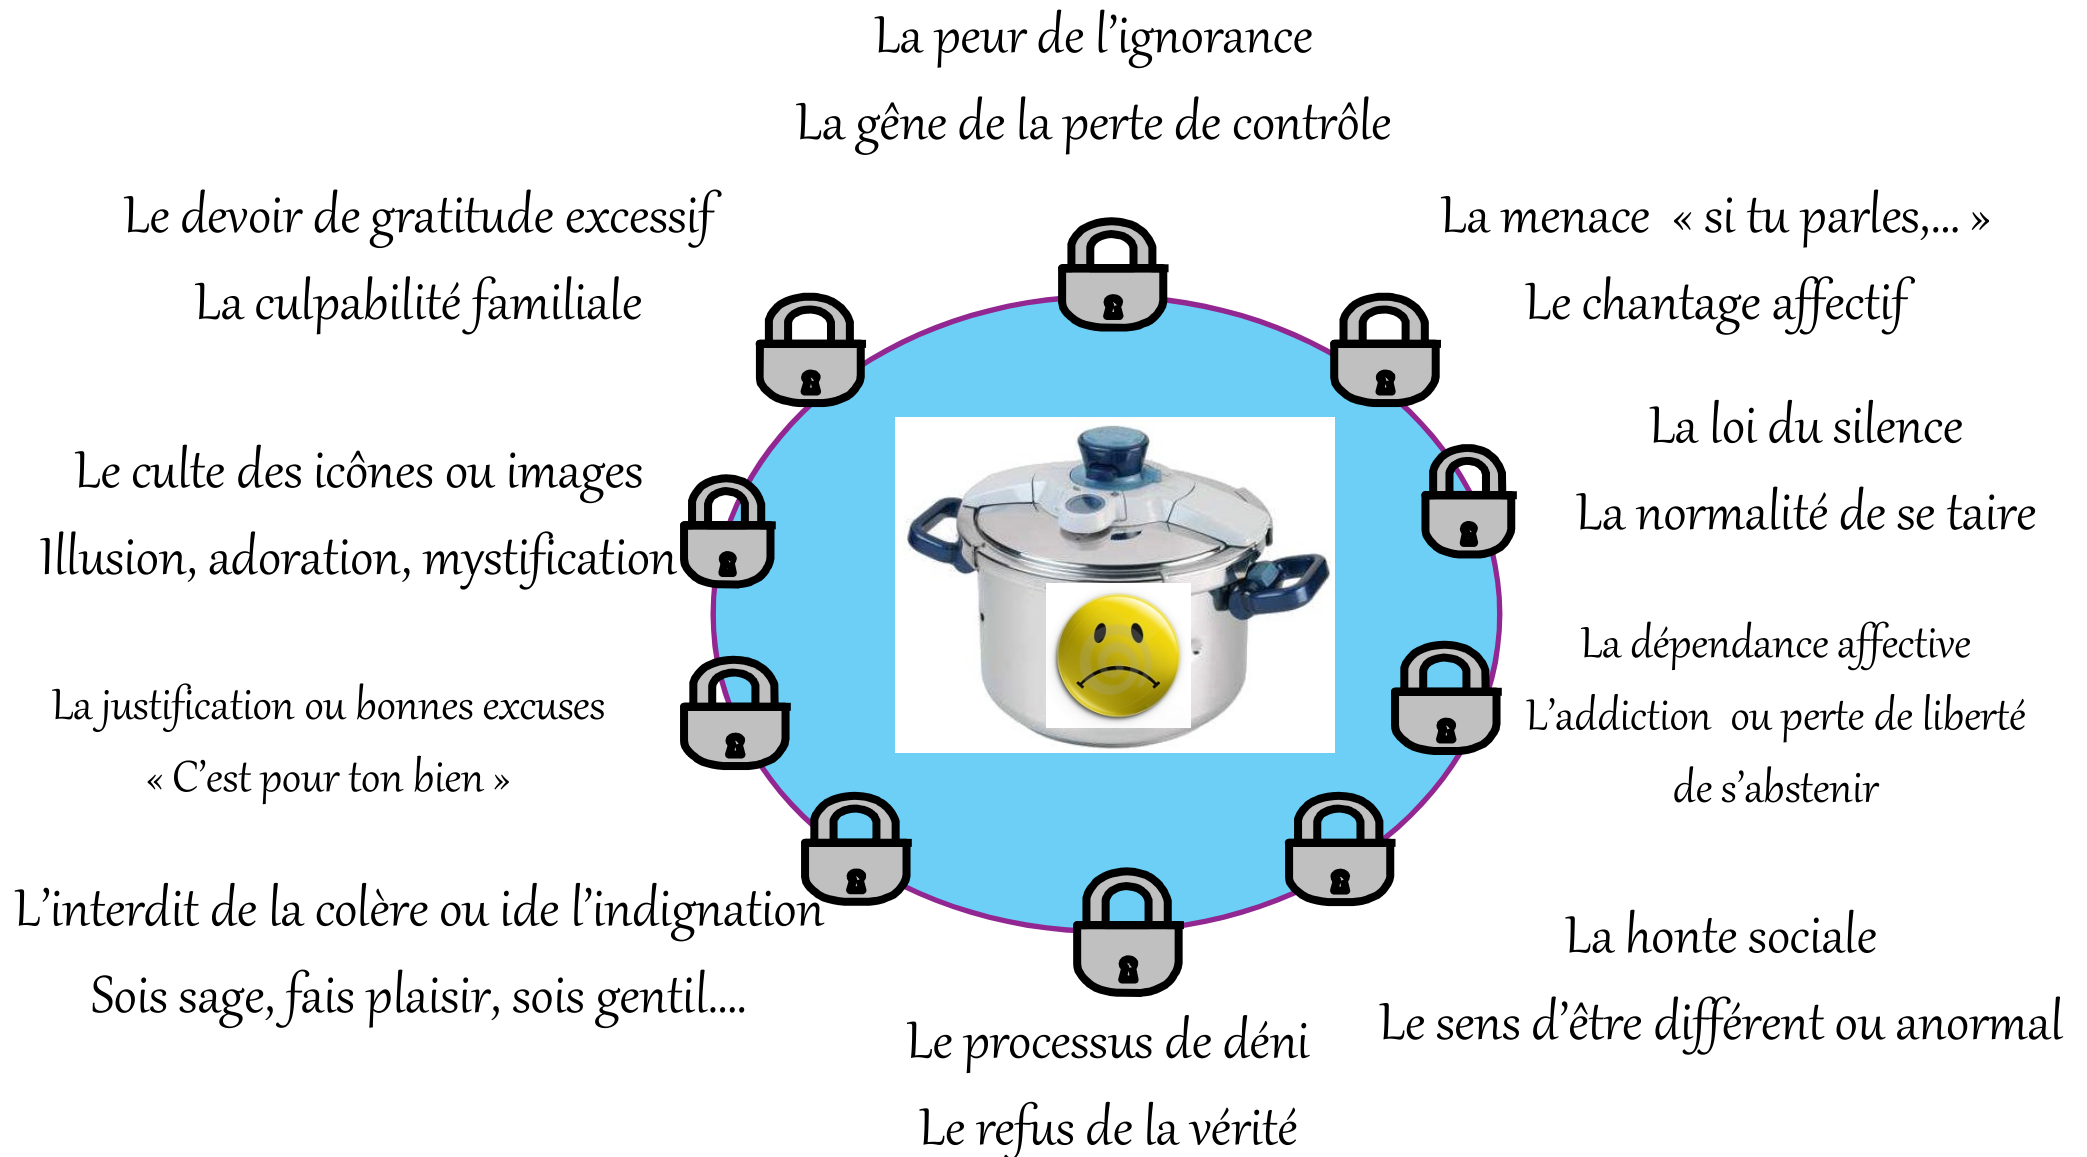 La peur de l’ignorance
La gêne de la perte de contrôle
Le devoir de gratitude excessif
La culpabilité familiale
La menace « si tu parles,... »
Le chantage affectif
La loi du silence
La normalité de se taire
Le culte des icônes ou images
Illusion, adoration, mystification
La dépendance affective
L’addiction ou perte de liberté
de s’abstenir
La justification ou bonnes excuses
« C’est pour ton bien »
L’interdit de la colère ou ide l’indignation
Sois sage, fais plaisir, sois gentil....
La honte sociale
Le sens d’être différent ou anormal
Le processus de déni
Le refus de la vérité